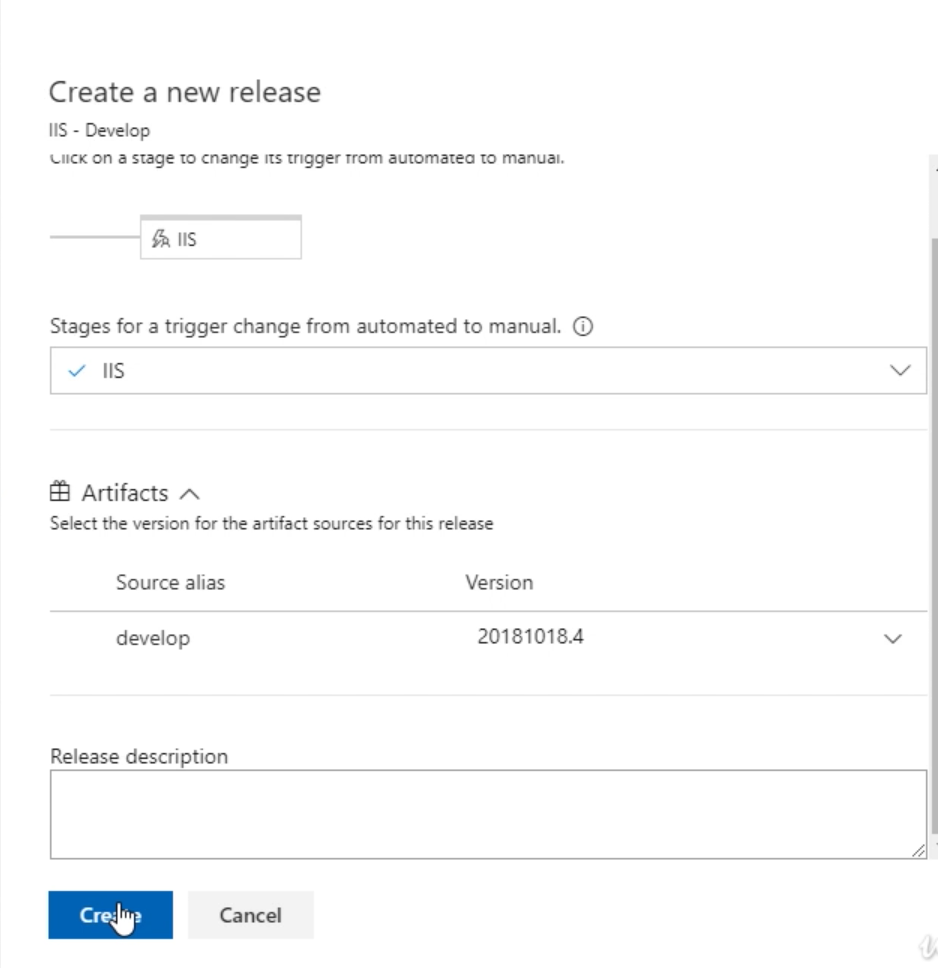 Create a new release
IIS - Develop
Click on a stage to change its trigger from automated to manual.
IIS
Stages for a trigger change from automated to manual.
IIS
Artifacts
Select the version for the artifact sources for this release
Source alias Version
develop 20181018.4
Release description
Create Cancel